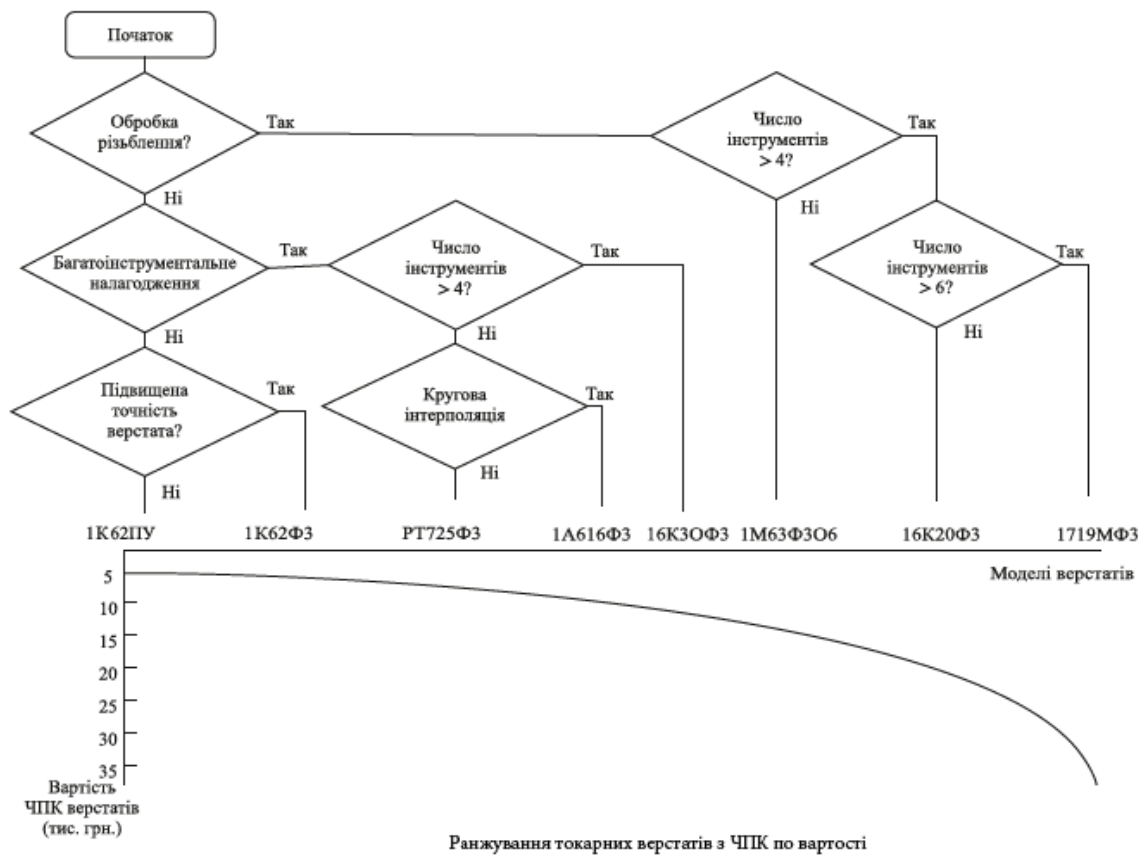 Початок
Обробка
різьблення?
Так
Число
інструментів
> 4?
Так
Ні
Ні
Багатоінструментальне
налагодження
Так
Число
інструментів
> 4?
Так
Число
інструментів
> 6?
Так
Ні
Ні
Ні
Підвищена
точність
верстата?
Так
Кругова
інтерполяція
Так
Ні
Ні
1К62ПУ
1К62Ф3
РТ725Ф3
1А616Ф3
16К3ОФ3
1М63Ф3О6
16К20Ф3
1719МФ3
Моделі верстатів
5
10
15
20
25
30
35
Вартість
ЧПК верстатів
(тис. грн.)
Ранжування токарних верстатів з ЧПК по вартості